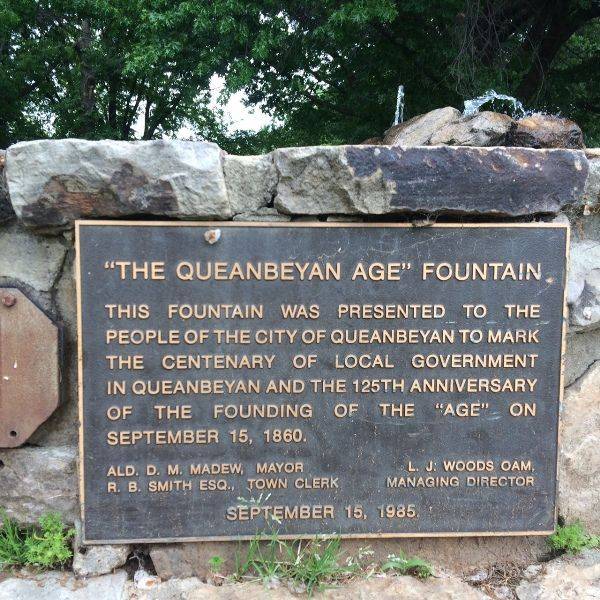 “THE QUEANBEYAN AGE” FOUNTAIN
THIS FOUNTAIN WAS PRESENTED TO THE
PEOPLE OF THE CITY OF QUEANBEYAN TO MARK
THE CENTENARY OF LOCAL GOVERNMENT
IN QUEANBEYAN AND THE 125TH ANNIVERSARY
OF THE FOUNDING OF THE “AGE” ON
SEPTEMBER 15, 1860.
ALD. D. M. MADEW, MAYOR
R. B. SMITH ESQ., TOWN CLERK
L. J. WOODS OAM,
MANAGING DIRECTOR
SEPTEMBER 15, 1985